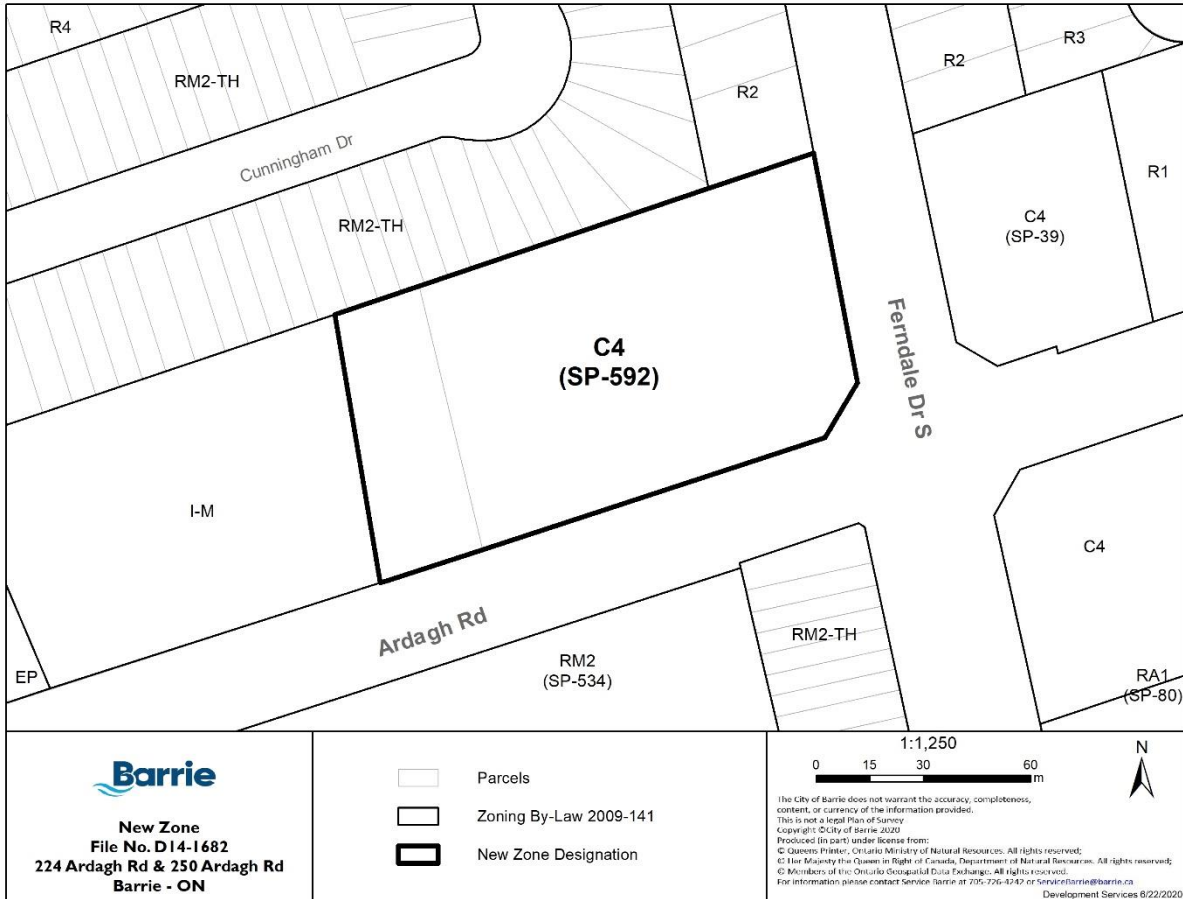 R4
RM2-TH
Cunningham Dr
R2
R2
R3
R1
C4
(SP-39)
RM2-TH
C4
(SP-592)
Ferndale Dr S
I-M
C4
Ardagh Rd
RM2-TH
EP
RM2
(SP-534)
RA1
(SP-80)
Barrie
New Zone
File No. D14-1682
224 Ardagh Rd & 250 Ardagh Rd
Barrie - ON
Parcels
Zoning By-Law 2009-141
New Zone Designation
1:1,250
0 15 30 60
m
N
The City of Barrie does not warrant the accuracy, completeness,
content, or currency of the information provided.
This is not a legal Plan of Survey
Copyright ©City of Barrie 2020
Produced (in part) under license from:
© Queens Printer, Ontario Ministry of Natural Resources. All rights reserved;
© Her Majesty the Queen in Right of Canada, Department of Natural Resources. All rights reserved;
© Members of the Ontario Geospatial Data Exchange. All rights reserved.
For information please contact Service Barrie at 705-726-4242 or ServiceBarrie@barrie.ca
Development Services 6/22/2020